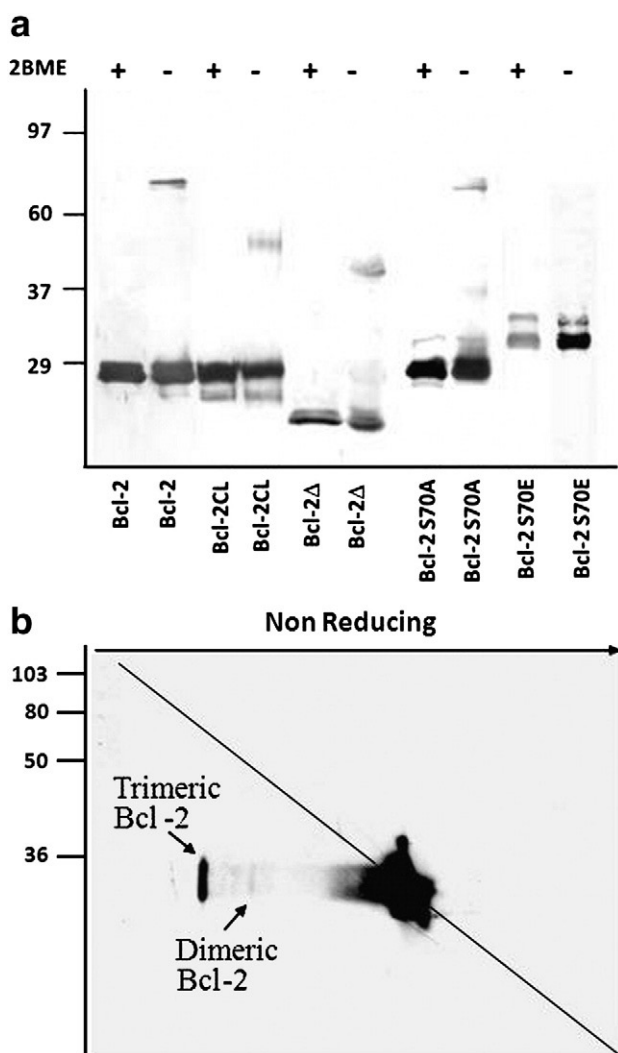 a
2BME + - + - + - + - + -
97
60
37
29
Bcl-2 Bcl-2 Bcl-2CL Bcl-2CL Bcl-2Δ Bcl-2Δ Bcl-2 S70A Bcl-2 S70A Bcl-2 S70E Bcl-2 S70E
b
Non Reducing
103
80
50
Trimeric
Bcl -2
36
Dimeric
Bcl-2